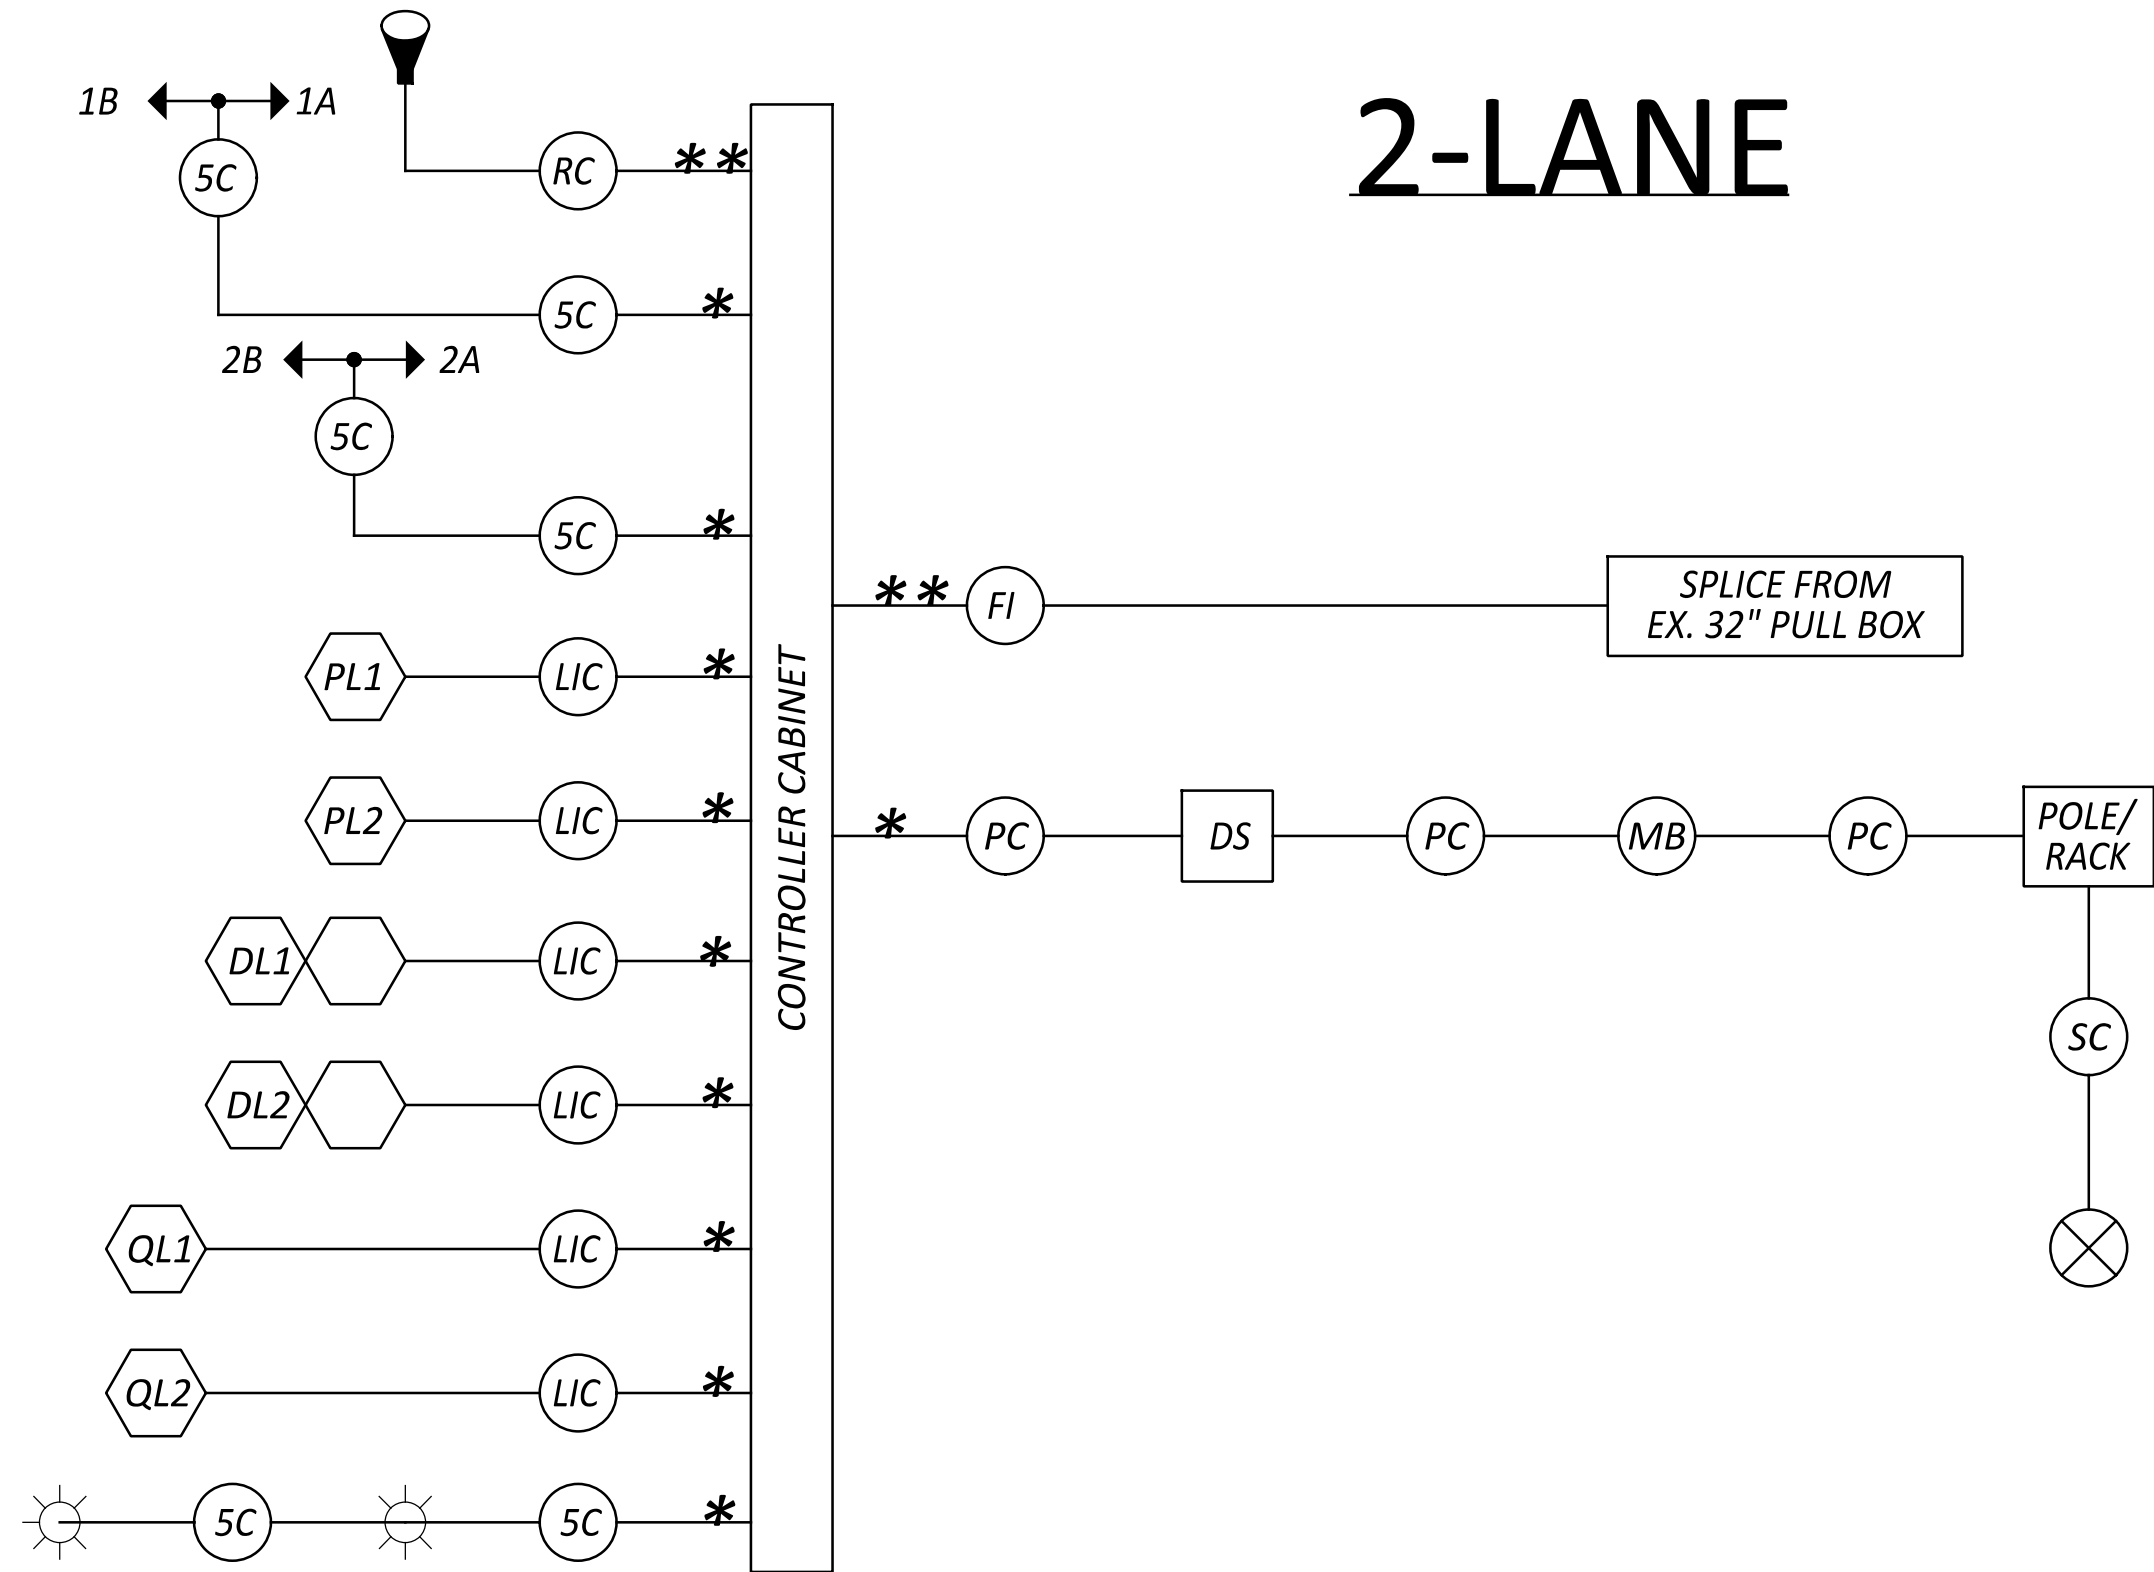 2-LANE
1B 1A
5C
RC **
5C *
2B 2A
5C
5C *
PL1 LIC *
PL2 LIC *
DL1 LIC *
DL2 LIC *
QL1 LIC *
QL2 LIC *
5C 5C *
CONTROLLER CABINET
** FI
SPLICE FROM
EX. 32" PULL BOX
* PC DS PC MB PC
POLE/
RACK
SC